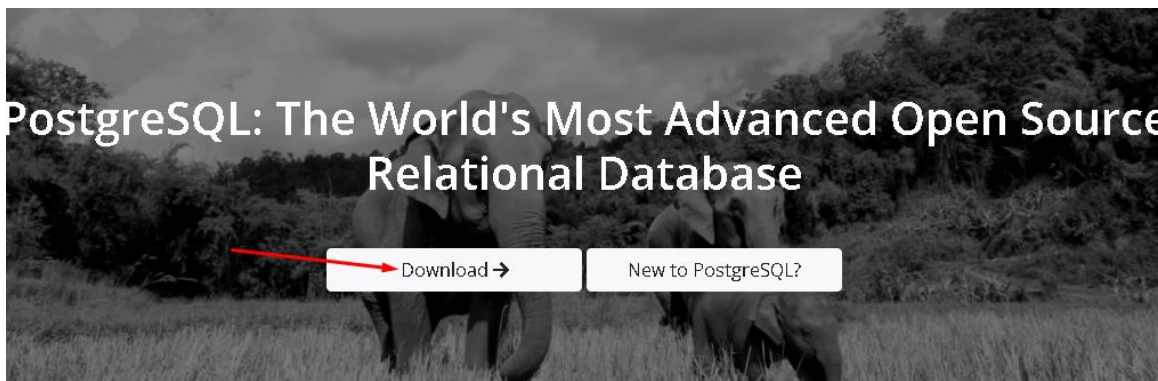 PostgreSQL: The World's Most Advanced Open Source
Relational Database
Download →
New to PostgreSQL?